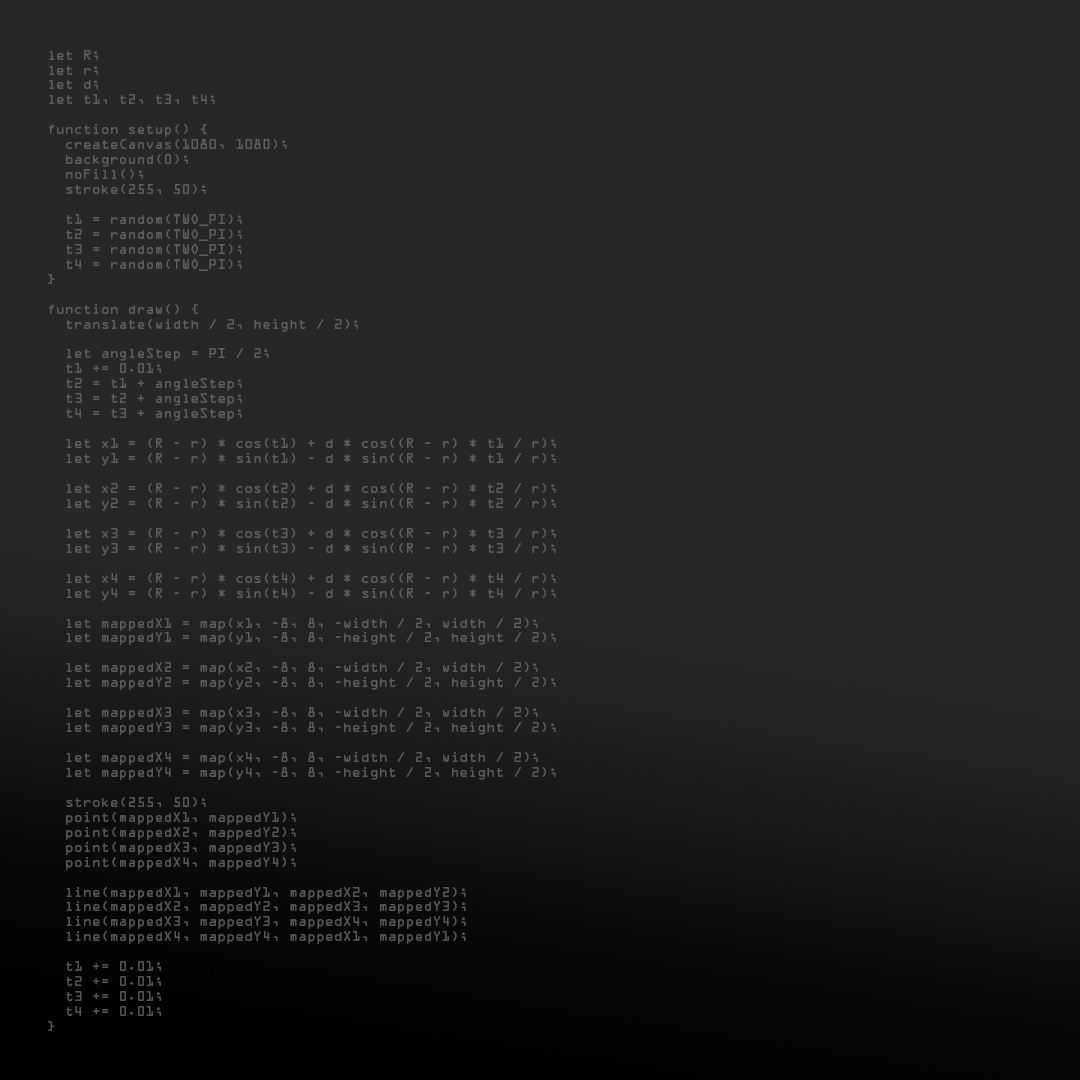 let R;
let r;
let d;
let t1, t2, t3, t4;

function setup() {
  createCanvas(1080, 1080);
  background(0);
  noFill();
  stroke(255, 50);

  t1 = random(TWO_PI);
  t2 = random(TWO_PI);
  t3 = random(TWO_PI);
  t4 = random(TWO_PI);
}

function draw() {
  translate(width / 2, height / 2);

  let angleStep = PI / 2;
  t1 += 0.01;
  t2 = t1 + angleStep;
  t3 = t2 + angleStep;
  t4 = t3 + angleStep;

  let x1 = (R - r) * cos(t1) + d * cos((R - r) * t1 / r);
  let y1 = (R - r) * sin(t1) - d * sin((R - r) * t1 / r);

  let x2 = (R - r) * cos(t2) + d * cos((R - r) * t2 / r);
  let y2 = (R - r) * sin(t2) - d * sin((R - r) * t2 / r);

  let x3 = (R - r) * cos(t3) + d * cos((R - r) * t3 / r);
  let y3 = (R - r) * sin(t3) - d * sin((R - r) * t3 / r);

  let x4 = (R - r) * cos(t4) + d * cos((R - r) * t4 / r);
  let y4 = (R - r) * sin(t4) - d * sin((R - r) * t4 / r);

  let mappedX1 = map(x1, -8, 8, -width / 2, width / 2);
  let mappedY1 = map(y1, -8, 8, -height / 2, height / 2);

  let mappedX2 = map(x2, -8, 8, -width / 2, width / 2);
  let mappedY2 = map(y2, -8, 8, -height / 2, height / 2);

  let mappedX3 = map(x3, -8, 8, -width / 2, width / 2);
  let mappedY3 = map(y3, -8, 8, -height / 2, height / 2);

  let mappedX4 = map(x4, -8, 8, -width / 2, width / 2);
  let mappedY4 = map(y4, -8, 8, -height / 2, height / 2);

  stroke(255, 50);
  point(mappedX1, mappedY1);
  point(mappedX2, mappedY2);
  point(mappedX3, mappedY3);
  point(mappedX4, mappedY4);

  line(mappedX1, mappedY1, mappedX2, mappedY2);
  line(mappedX2, mappedY2, mappedX3, mappedY3);
  line(mappedX3, mappedY3, mappedX4, mappedY4);
  line(mappedX4, mappedY4, mappedX1, mappedY1);

  t1 += 0.01;
  t2 += 0.01;
  t3 += 0.01;
  t4 += 0.01;
}